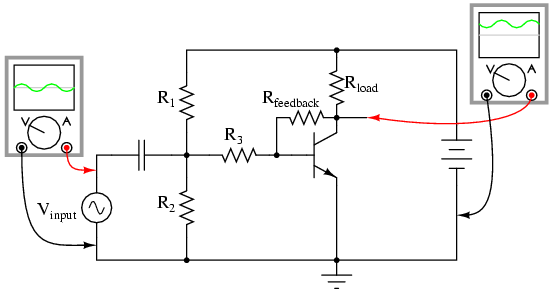 V A
R1
R2
Vinput
R3
Rfeedback
Rload
V A